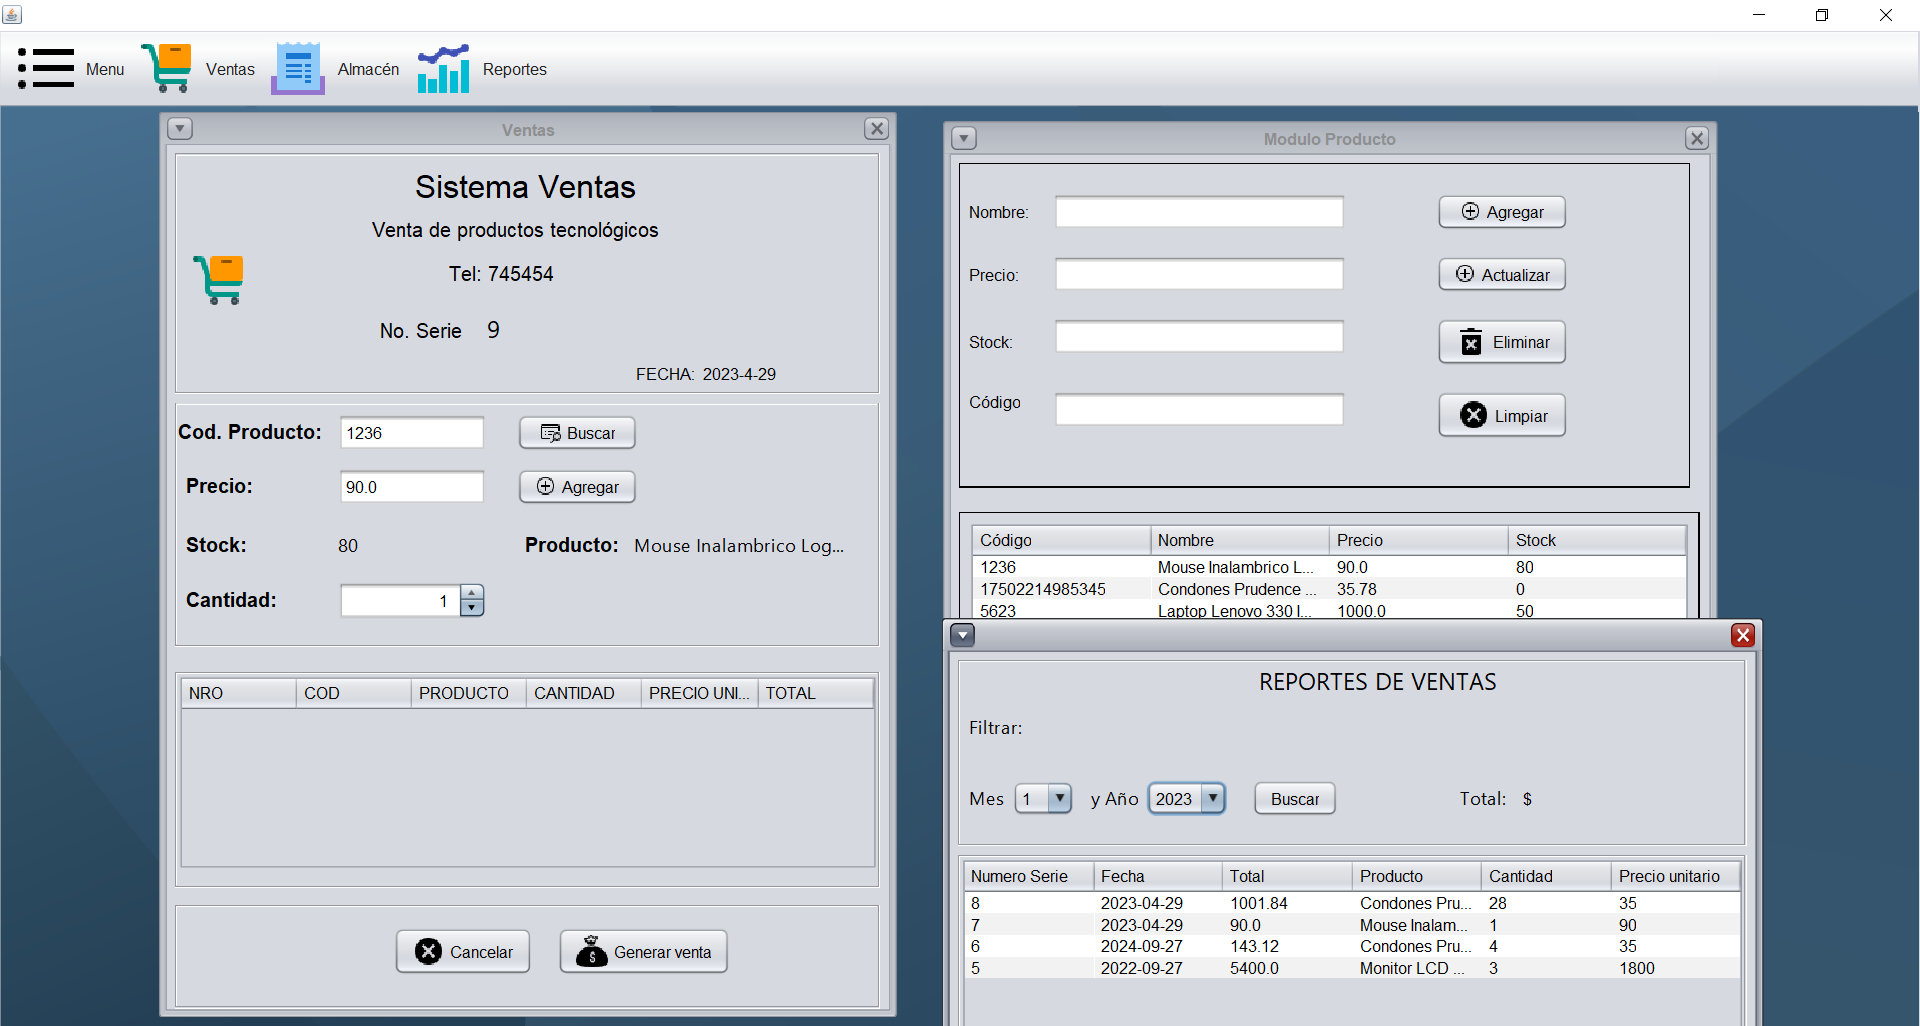 Menu Ventas Almacén Reportes
Ventas
Sistema Ventas
Venta de productos tecnológicos
Tel: 745454
No. Serie 9
FECHA: 2023-4-29
Cod. Producto: 1236 Buscar
Precio: 90.0 Agregar
Stock: 80 Producto: Mouse Inalambrico Log...
Cantidad: 1
NRO COD PRODUCTO CANTIDAD PRECIO UNI... TOTAL
Cancelar Generar venta
Modulo Producto
Nombre: Agregar
Precio: Actualizar
Stock: Eliminar
Código Limpiar
Código Nombre Precio Stock
1236 Mouse Inalambrico L... 90.0 80
17502214985345 Condones Prudence ... 35.78 0
5623 Laptop Lenovo 330 I... 1000.0 50
REPORTES DE VENTAS
Filtrar:
Mes 1 y Año 2023 Buscar Total: $
Numero Serie Fecha Total Producto Cantidad Precio unitario
8 2023-04-29 1001.84 Condones Pru... 28 35
7 2023-04-29 90.0 Mouse Inalam... 1 90
6 2024-09-27 143.12 Condones Pru... 4 35
5 2022-09-27 5400.0 Monitor LCD ... 3 1800